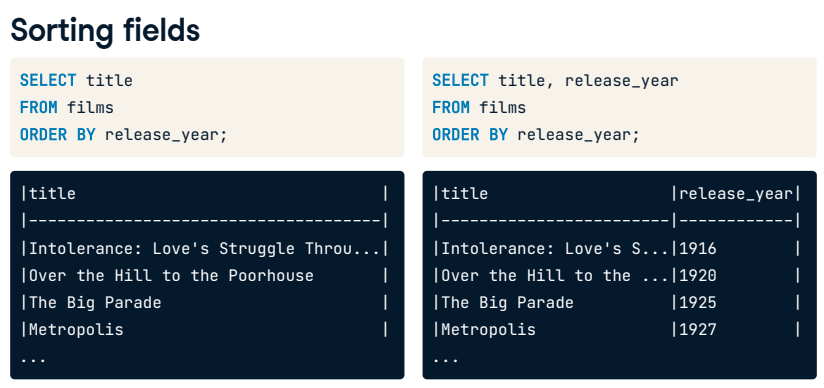 Sorting fields
SELECT title
FROM films
ORDER BY release_year;
|title                                |
|-------------------------------------|
|Intolerance: Love's Struggle Throu...|
|Over the Hill to the Poorhouse       |
|The Big Parade                       |
|Metropolis                           |
...
SELECT title, release_year
FROM films
ORDER BY release_year;
|title                   |release_year|
|------------------------|------------|
|Intolerance: Love's S...|1916        |
|Over the Hill to the ...|1920        |
|The Big Parade          |1925        |
|Metropolis              |1927        |
...